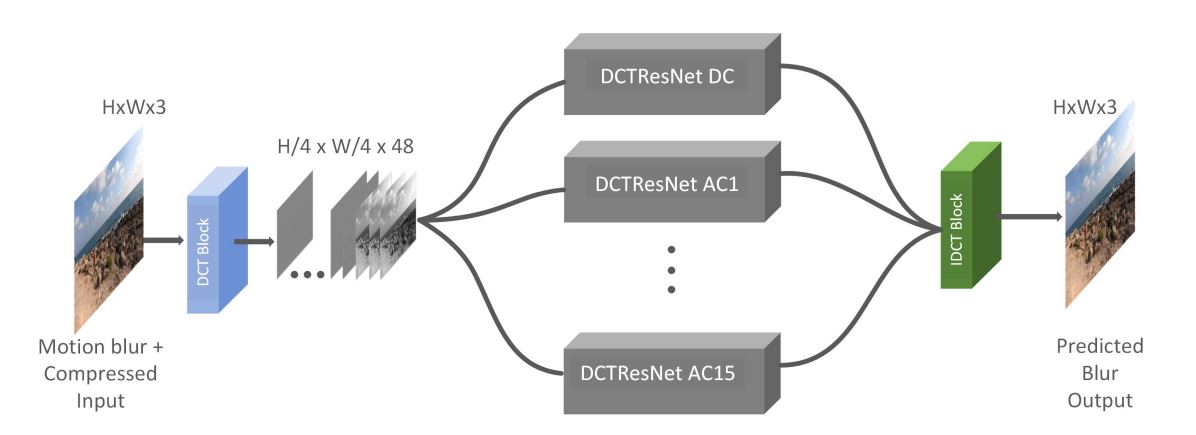 HxWx3
Motion blur +
Compressed
Input
DCT Block
H/4 x W/4 x 48
DCTResNet DC
DCTResNet AC1
DCTResNet AC15
IDCT Block
HxWx3
Predicted
Blur
Output